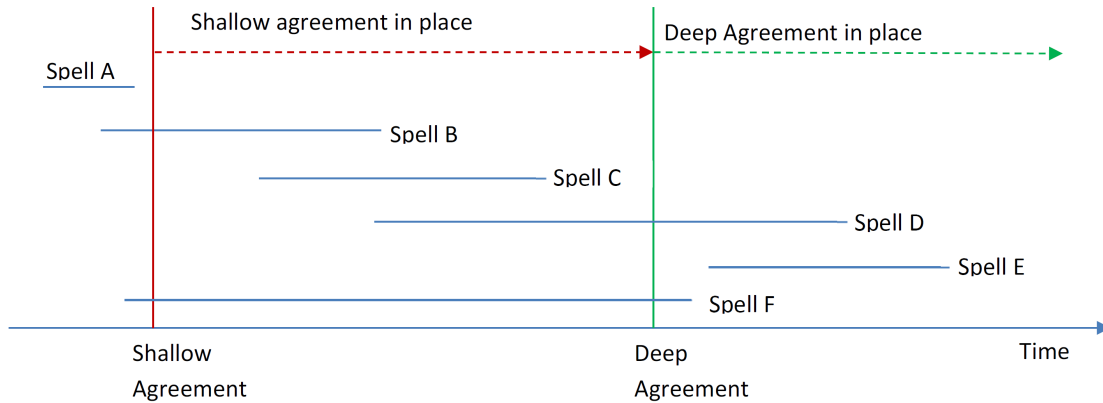 Shallow agreement in place
Deep Agreement in place
Spell A
Spell B
Spell C
Spell D
Spell E
Spell F
Shallow
Agreement
Deep
Agreement
Time